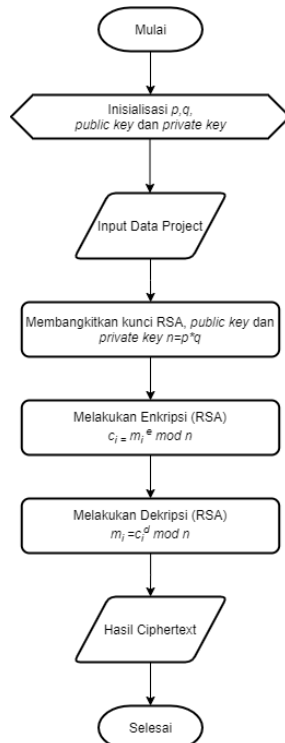 Mulai
Inisialisasi p,q,
public key dan private key
Input Data Project
Membangkitkan kunci RSA, public key dan
private key n=p*q
Melakukan Enkripsi (RSA)
cᵢ = mᵢᵉ mod n
Melakukan Dekripsi (RSA)
mᵢ =cᵢᵈ mod n
Hasil Ciphertext
Selesai